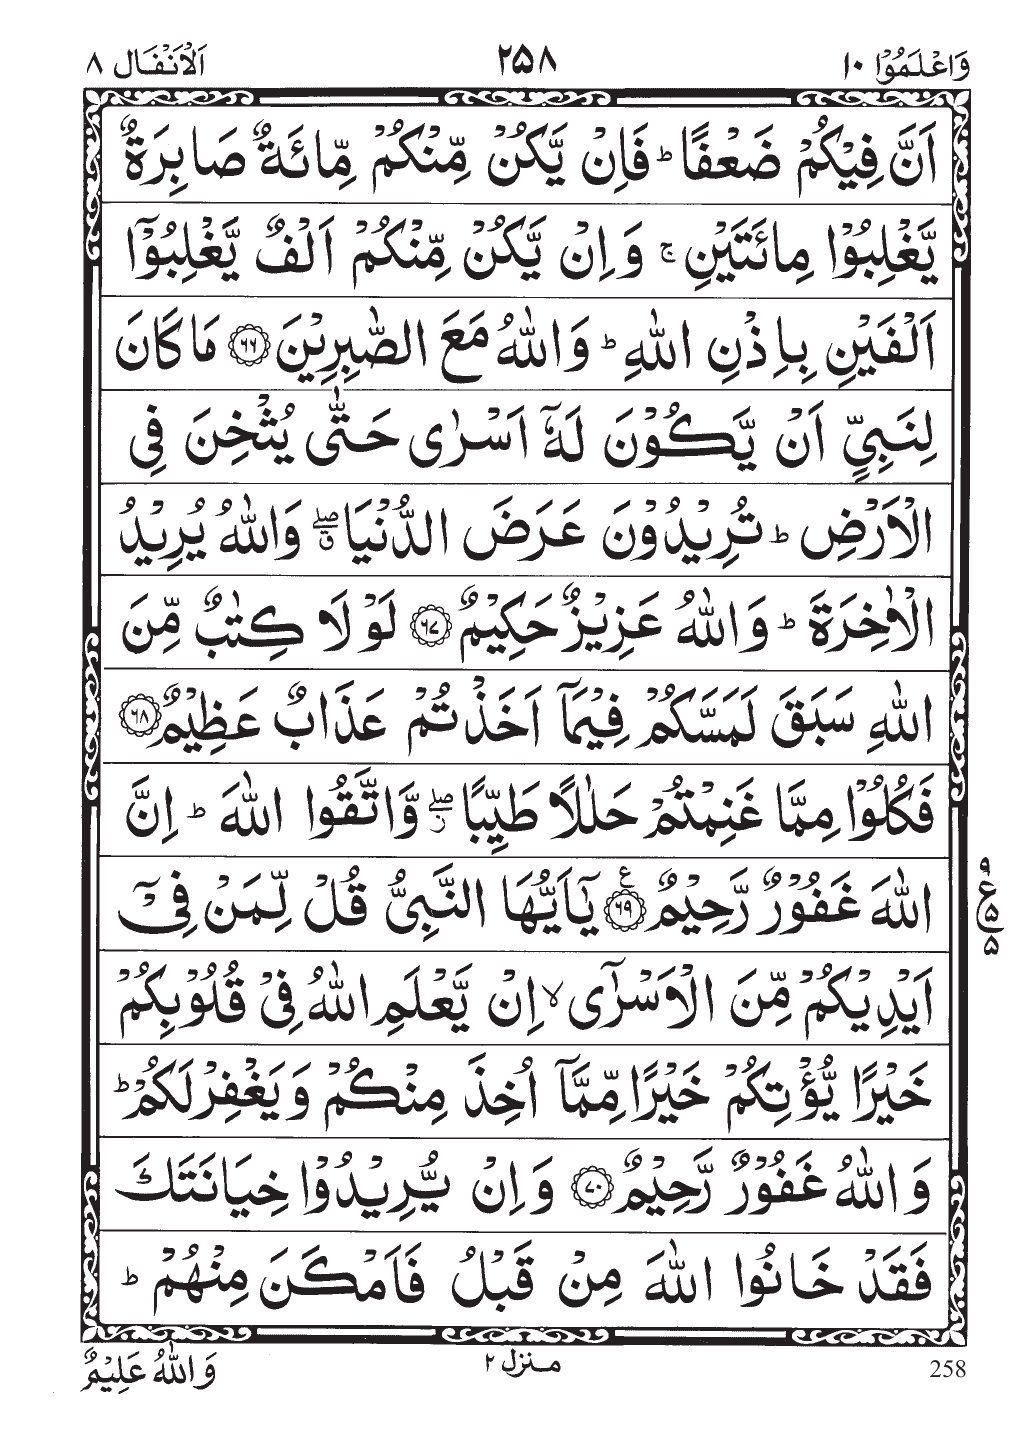 وَاعْلَمُوْۤا ١٠ ٢٥٨ اَلْاَنْفَال ٨
اَنَّ فِيْكُمْ ضَعْفًا ؕ فَاِنْ يَّكُنْ مِّنْكُمْ مِّائَةٌ صَابِرَةٌ
يَّغْلِبُوْا مِائَتَيْنِ ۚ وَاِنْ يَّكُنْ مِّنْكُمْ اَلْفٌ يَّغْلِبُوْۤا
اَلْفَيْنِ بِاِذْنِ اللّٰهِ ؕ وَاللّٰهُ مَعَ الصّٰبِرِيْنَ ﴿٦٦﴾ مَا كَانَ
لِنَبِيٍّ اَنْ يَّكُوْنَ لَهٗۤ اَسْرٰى حَتّٰى يُثْخِنَ فِى
الْاَرْضِ ؕ تُرِيْدُوْنَ عَرَضَ الدُّنْيَا ۖۗ وَاللّٰهُ يُرِيْدُ
الْاٰخِرَةَ ؕ وَاللّٰهُ عَزِيْزٌ حَكِيْمٌ ﴿٦٧﴾ لَوْلَا كِتٰبٌ مِّنَ
اللّٰهِ سَبَقَ لَمَسَّكُمْ فِيْمَاۤ اَخَذْتُمْ عَذَابٌ عَظِيْمٌ ﴿٦٨﴾
فَكُلُوْا مِمَّا غَنِمْتُمْ حَلٰلًا طَيِّبًا ۖ ز وَّاتَّقُوا اللّٰهَ ؕ اِنَّ
اللّٰهَ غَفُوْرٌ رَّحِيْمٌ ﴿٦٩﴾ ع يٰۤاَيُّهَا النَّبِىُّ قُلْ لِّمَنْ فِىْۤ
٩ ع ٥ ٥
اَيْدِيْكُمْ مِّنَ الْاَسْرٰٓى ۙ اِنْ يَّعْلَمِ اللّٰهُ فِىْ قُلُوْبِكُمْ
خَيْرًا يُّؤْتِكُمْ خَيْرًا مِّمَّاۤ اُخِذَ مِنْكُمْ وَيَغْفِرْ لَكُمْ ؕ
وَاللّٰهُ غَفُوْرٌ رَّحِيْمٌ ﴿٧٠﴾ وَاِنْ يُّرِيْدُوْا خِيَانَتَكَ
فَقَدْ خَانُوا اللّٰهَ مِنْ قَبْلُ فَاَمْكَنَ مِنْهُمْ ؕ
258 منزل ٢ وَاللّٰهُ عَلِيْمٌ